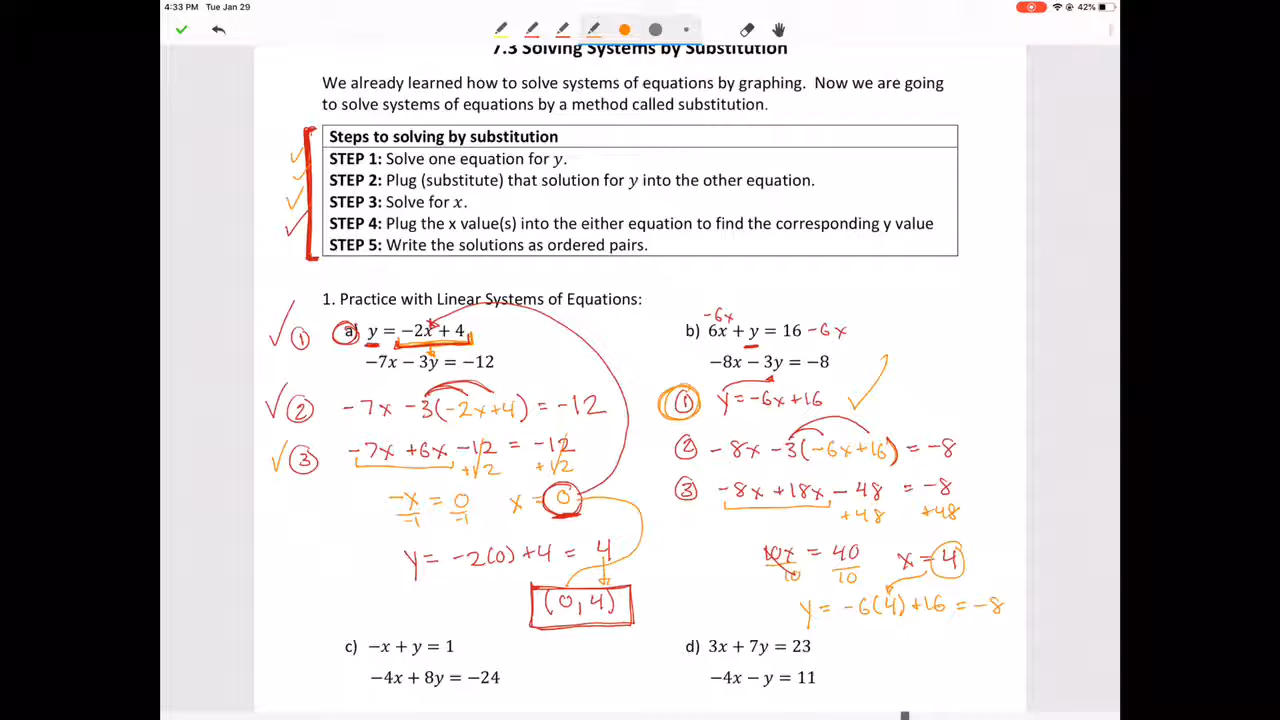 4:33 PM Tue Jan 29
42%
7.3 Solving Systems by Substitution
We already learned how to solve systems of equations by graphing. Now we are going
to solve systems of equations by a method called substitution.
Steps to solving by substitution
STEP 1: Solve one equation for y.
STEP 2: Plug (substitute) that solution for y into the other equation.
STEP 3: Solve for x.
STEP 4: Plug the x value(s) into the either equation to find the corresponding y value
STEP 5: Write the solutions as ordered pairs.
1. Practice with Linear Systems of Equations:
① a) y = −2x + 4
−7x − 3y = −12
② -7x -3(-2x+4) = -12
③ -7x +6x -12 = -12
+12 +12
-x = 0 x = 0
-1 -1
y = -2(0) +4 = 4
(0, 4)
-6x
b) 6x + y = 16 -6x
−8x − 3y = −8
① y = -6x+16
② -8x -3(-6x+16) = -8
③ -8x +18x -48 = -8
+48 +48
10x = 40 x = 4
10 10
y = -6(4) +16 = -8
c) −x + y = 1
−4x + 8y = −24
d) 3x + 7y = 23
−4x − y = 11